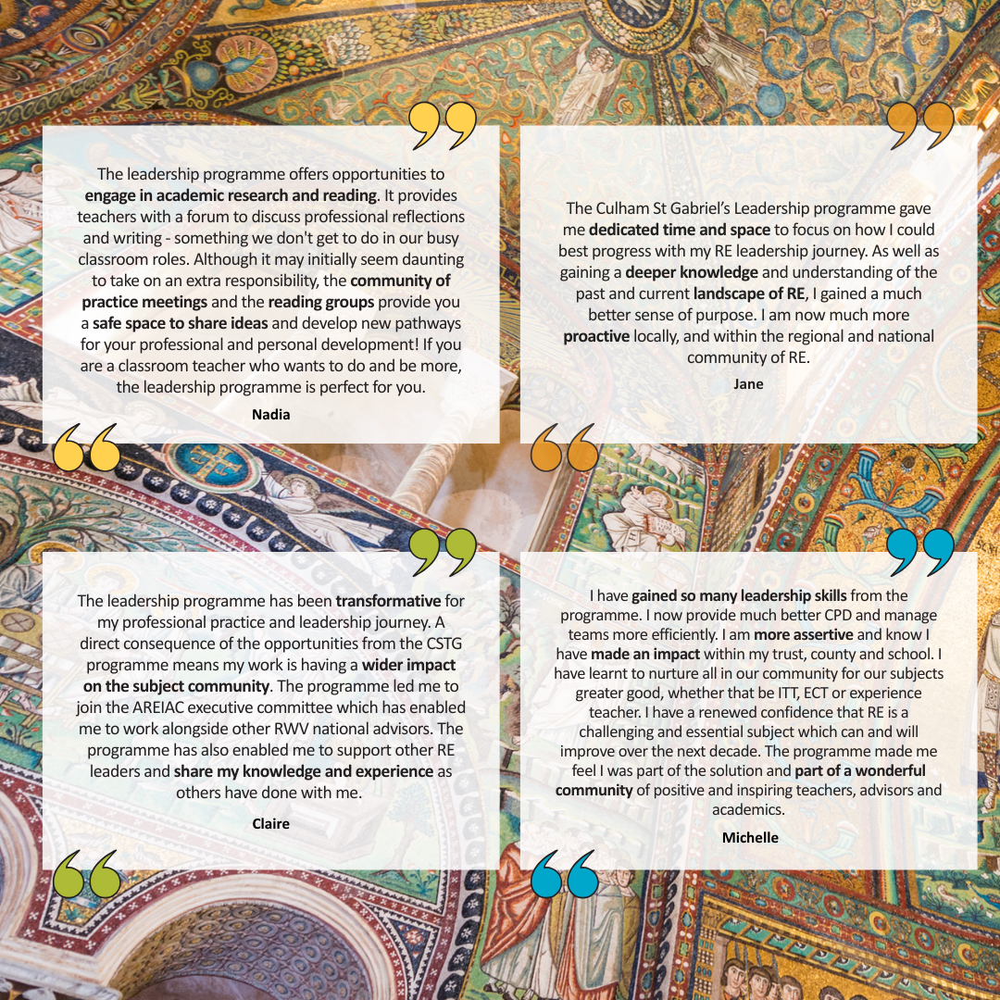 The leadership programme offers opportunities to
engage in academic research and reading. It provides
teachers with a forum to discuss professional reflections
and writing - something we don't get to do in our busy
classroom roles. Although it may initially seem daunting
to take on an extra responsibility, the community of
practice meetings and the reading groups provide you
a safe space to share ideas and develop new pathways
for your professional and personal development! If you
are a classroom teacher who wants to do and be more,
the leadership programme is perfect for you.
Nadia
The Culham St Gabriel’s Leadership programme gave
me dedicated time and space to focus on how I could
best progress with my RE leadership journey. As well as
gaining a deeper knowledge and understanding of the
past and current landscape of RE, I gained a much
better sense of purpose. I am now much more
proactive locally, and within the regional and national
community of RE.
Jane
The leadership programme has been transformative for
my professional practice and leadership journey. A
direct consequence of the opportunities from the CSTG
programme means my work is having a wider impact
on the subject community. The programme led me to
join the AREIAC executive committee which has enabled
me to work alongside other RWV national advisors. The
programme has also enabled me to support other RE
leaders and share my knowledge and experience as
others have done with me.
Claire
I have gained so many leadership skills from the
programme. I now provide much better CPD and manage
teams more efficiently. I am more assertive and know I
have made an impact within my trust, county and school. I
have learnt to nurture all in our community for our subjects
greater good, whether that be ITT, ECT or experience
teacher. I have a renewed confidence that RE is a
challenging and essential subject which can and will
improve over the next decade. The programme made me
feel I was part of the solution and part of a wonderful
community of positive and inspiring teachers, advisors and
academics.
Michelle